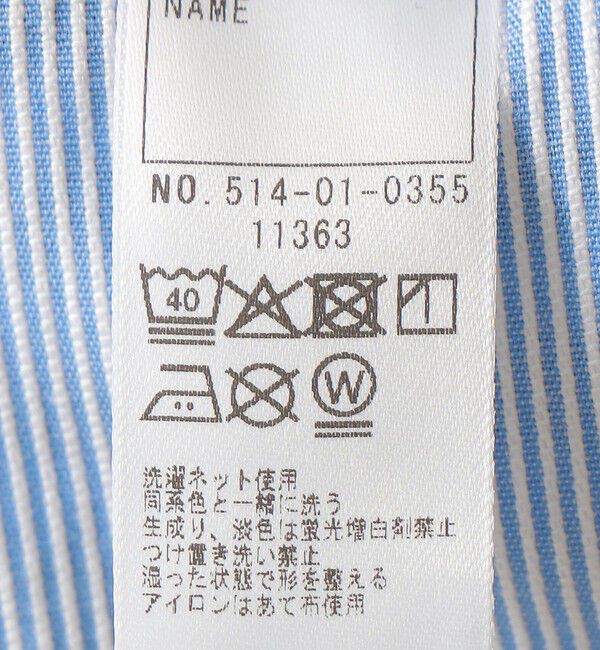 NAME
NO. 514-01-0355
11363
40
W
洗濯ネット使用
同系色と一緒に洗う
生成り、淡色は蛍光増白剤禁止
つけ置き洗い禁止
湿った状態で形を整える
アイロンはあて布使用